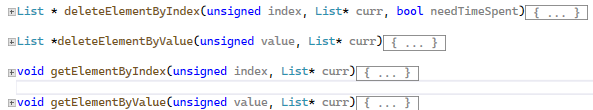 List * deleteElementByIndex(unsigned index, List* curr, bool needTimeSpent){ ... }
List *deleteElementByValue(unsigned value, List* curr){ ... }
void getElementByIndex(unsigned index, List* curr){ ... }
void getElementByValue(unsigned value, List* curr){ ... }